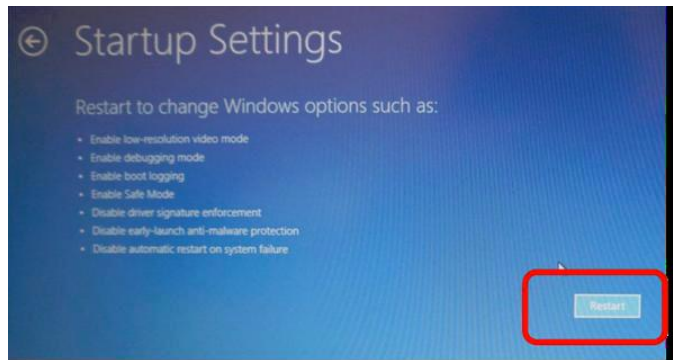 Startup Settings
Restart to change Windows options such as:
• Enable low-resolution video mode
• Enable debugging mode
• Enable boot logging
• Enable Safe Mode
• Disable driver signature enforcement
• Disable early-launch anti-malware protection
• Disable automatic restart on system failure
Restart